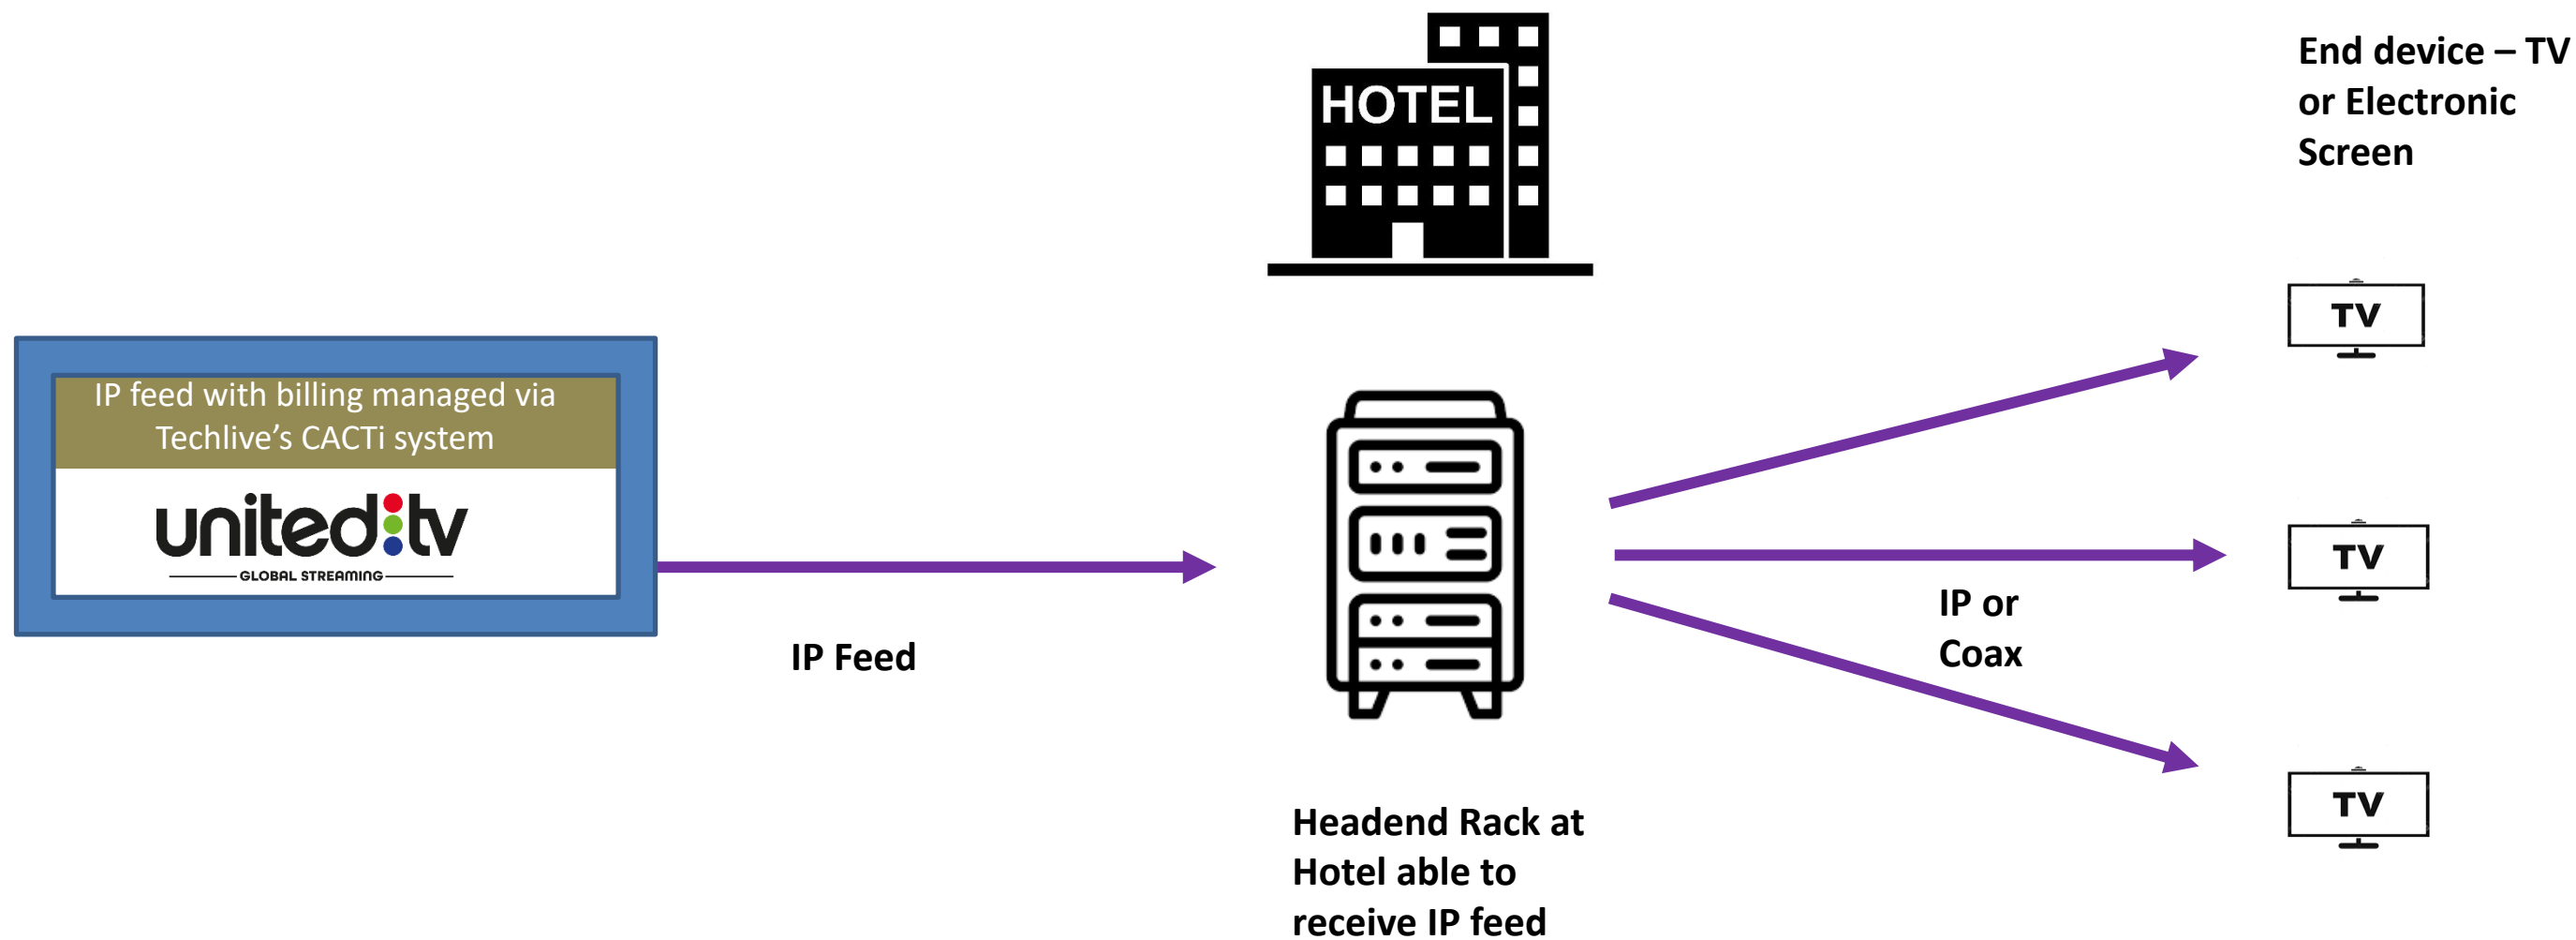 HOTEL
End device – TV
or Electronic
Screen
IP feed with billing managed via
Techlive’s CACTi system
united:tv
GLOBAL STREAMING
IP Feed
Headend Rack at
Hotel able to
receive IP feed
IP or
Coax
TV
TV
TV